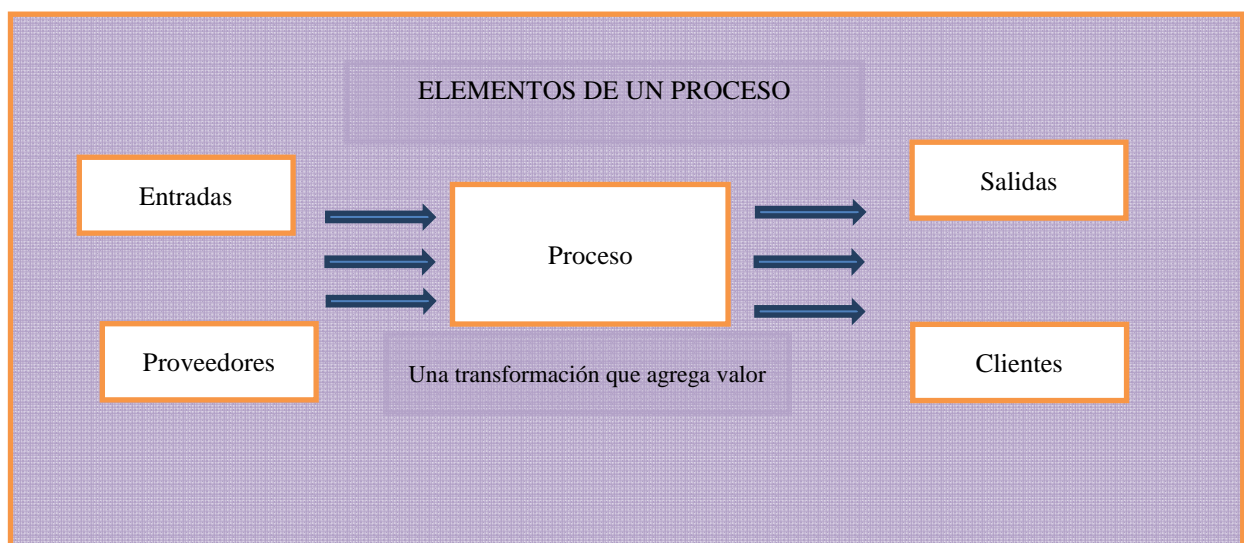 ELEMENTOS DE UN PROCESO
Entradas
Salidas
Proceso
Proveedores
Una transformación que agrega valor
Clientes